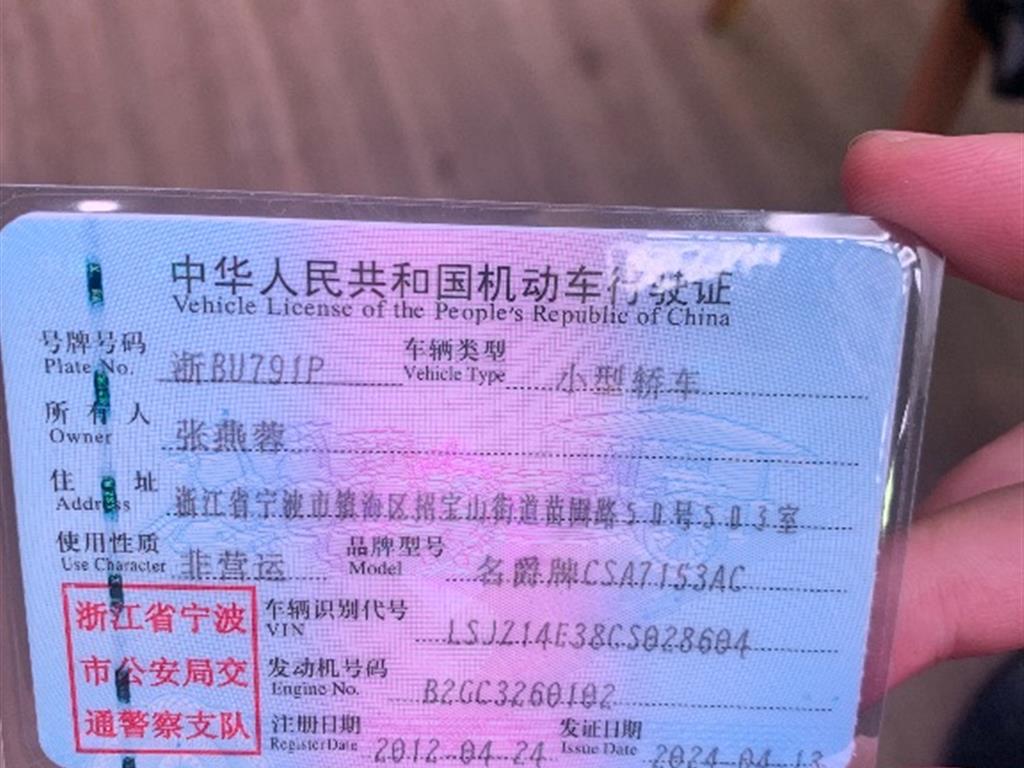 中华人民共和国机动车行驶证
Vehicle License of the People's Republic of China
号牌号码 浙BU791P 车辆类型 小型轿车
Plate No. Vehicle Type
所有人 张燕蓉
Owner
住址 浙江省宁波市镇海区招宝山街道苗圃路50号503室
Address
使用性质 非营运 品牌型号 名爵牌CSA7153AC
Use Character Model
浙江省宁波 车辆识别代号 LSJZ14E38CS028604
VIN
市公安局交 发动机号码 B2GC3260102
Engine No.
通警察支队 注册日期 2012-04-24 发证日期 2024-04-13
Register Date Issue Date